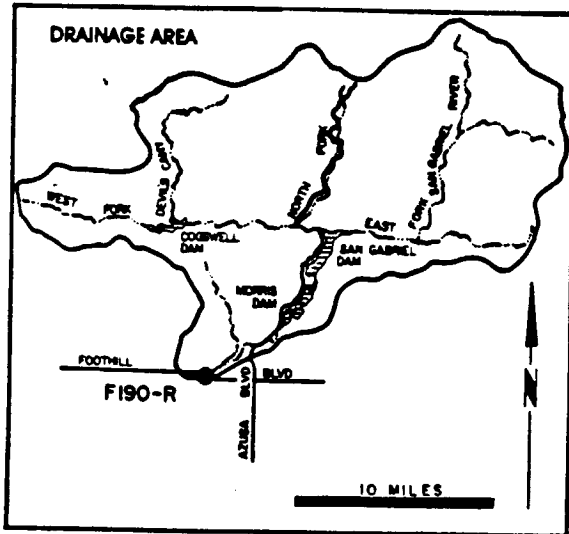 DRAINAGE AREA
WEST FORK
DEVILS CANY
COGSWELL
DAM
NORTH FORK
EAST FORK
SAN GABRIEL RIVER
SAN GABRIEL
DAM
MORRIS
DAM
FOOTHILL BLVD
F190-R
AZUSA BLVD
N
10 MILES